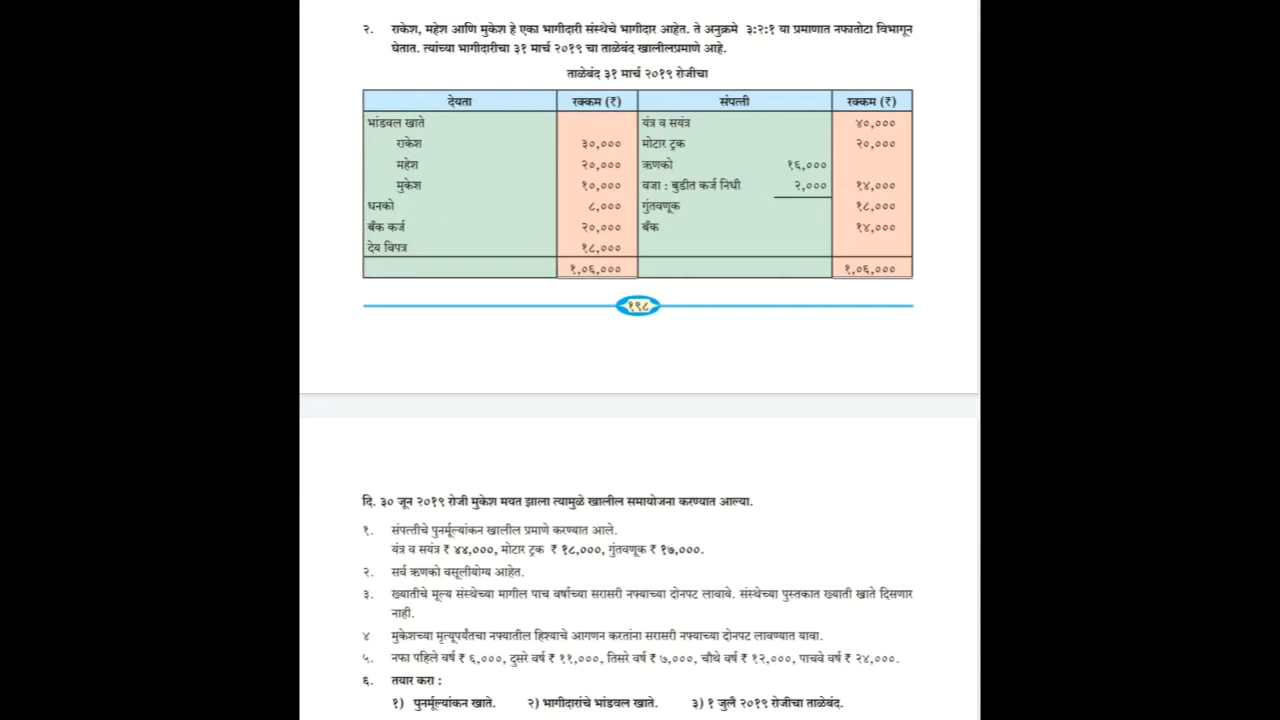 २. राकेश, महेश आणि मुकेश हे एका भागीदारी संस्थेचे भागीदार आहेत. ते अनुक्रमे ३:२:१ या प्रमाणात नफातोटा विभागून
घेतात. त्यांच्या भागीदारीचा ३१ मार्च २०१९ चा ताळेबंद खालीलप्रमाणे आहे.
ताळेबंद ३१ मार्च २०१९ रोजीचा
देयता रक्कम (₹) संपत्ती रक्कम (₹)
भांडवल खाते यंत्र व सयंत्र ४०,०००
राकेश ३०,००० मोटार ट्रक २०,०००
महेश २०,००० ऋणको १६,०००
मुकेश १०,००० वजा : बुडीत कर्ज निधी २,००० १४,०००
धनको ८,००० गुंतवणूक १८,०००
बँक कर्ज २०,००० बँक १४,०००
देय विपत्र १८,०००
१,०६,००० १,०६,०००
१९८
दि. ३० जून २०१९ रोजी मुकेश मयत झाला त्यामुळे खालील समायोजना करण्यात आल्या.
१. संपत्तीचे पुनर्मूल्यांकन खालील प्रमाणे करण्यात आले.
यंत्र व सयंत्र ₹ ४४,०००, मोटार ट्रक ₹ १८,०००, गुंतवणूक ₹ १७,०००.
२. सर्व ऋणको वसूलीयोग्य आहेत.
३. ख्यातीचे मूल्य संस्थेच्या मागील पाच वर्षाच्या सरासरी नफ्याच्या दोनपट लावावे. संस्थेच्या पुस्तकात ख्याती खाते दिसणार
नाही.
४ मुकेशच्या मृत्यूपर्यंतचा नफ्यातील हिश्याचे आगणन करतांना सरासरी नफ्याच्या दोनपट लावण्यात यावा.
५. नफा पहिले वर्ष ₹ ६,०००, दुसरे वर्ष ₹ ११,०००, तिसरे वर्ष ₹ ७,०००, चौथे वर्ष ₹ १२,०००, पाचवे वर्ष ₹ २४,०००.
६. तयार करा :
१) पुनर्मूल्यांकन खाते. २) भागीदारांचे भांडवल खाते. ३) १ जुलै २०१९ रोजीचा ताळेबंद.